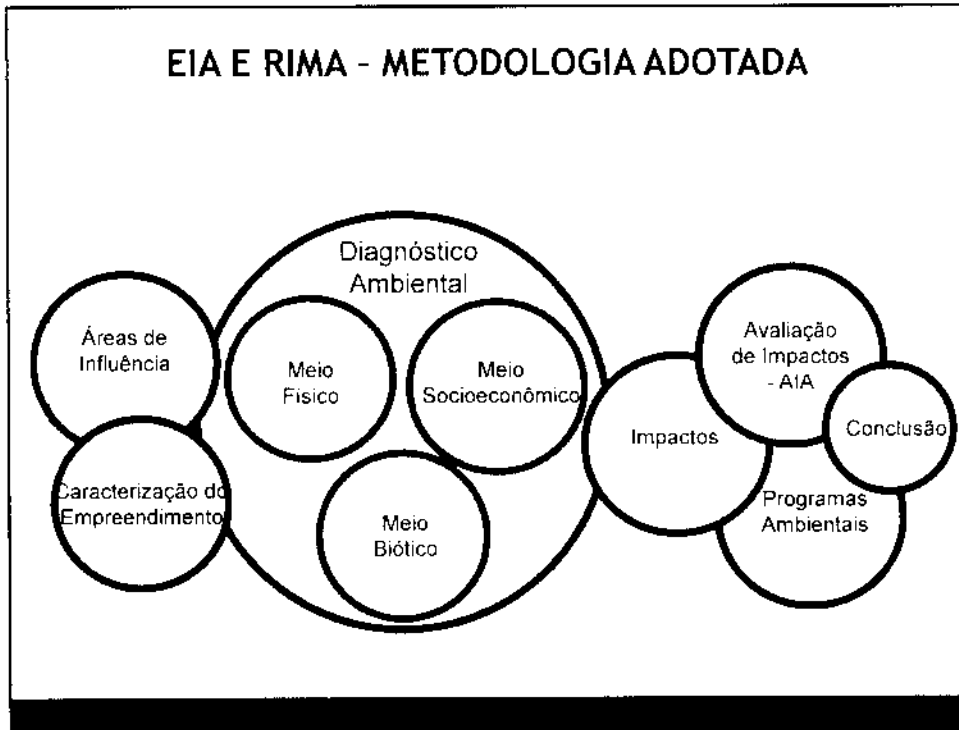 EIA E RIMA - METODOLOGIA ADOTADA
Diagnóstico
Ambiental
Áreas de
Influência
Caracterização do
Empreendimento
Meio
Físico
Meio
Socioeconômico
Meio
Biótico
Impactos
Avaliação
de Impactos
- AIA
Conclusão
Programas
Ambientais